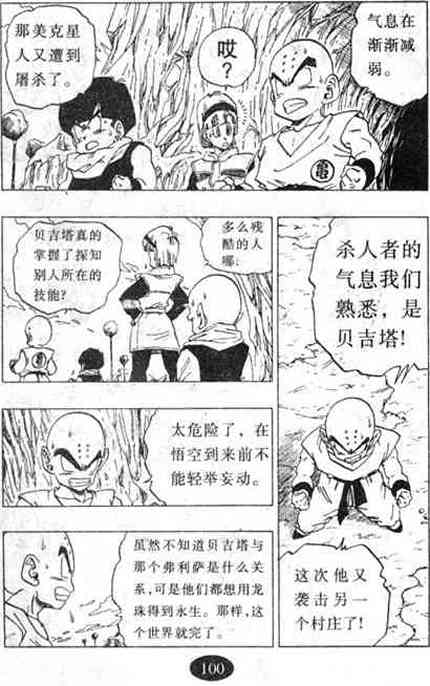 气息在
渐渐减
弱。
哎
?
那美克星
人又遭到
屠杀了。
亀
杀人者的
气息我们
熟悉，是
贝吉塔!
这次他又
袭击另一
个村庄了!
多么残
酷的人
哪.
贝吉塔真的
掌握了探知
别人所在的
技能?
太危险了，在
悟空到来前不
能轻举妄动。
虽然不知道贝吉塔与
那个弗利萨是什么关
系,可是他们都想用龙
珠得到永生。那样,这
个世界就完了。
100